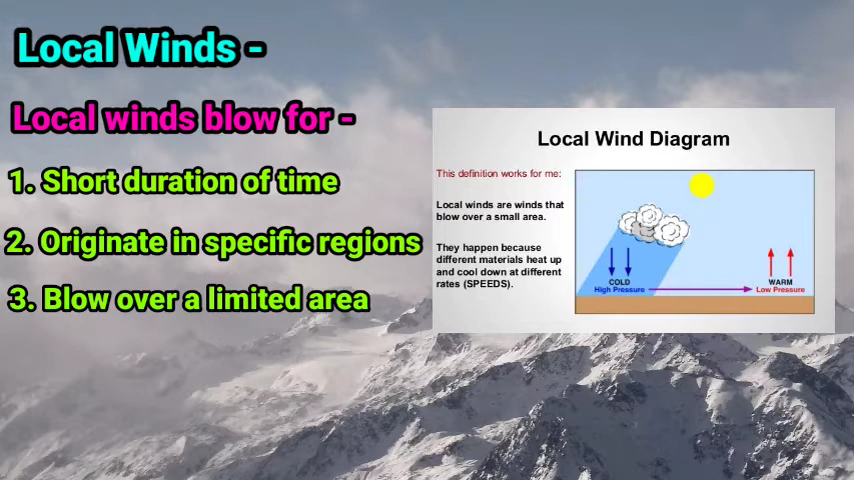 Local Winds -
Local winds blow for -
1. Short duration of time
2. Originate in specific regions
3. Blow over a limited area
Local Wind Diagram
This definition works for me:
Local winds are winds that
blow over a small area.
They happen because
different materials heat up
and cool down at different
rates (SPEEDS).
COLD
High Pressure
WARM
Low Pressure